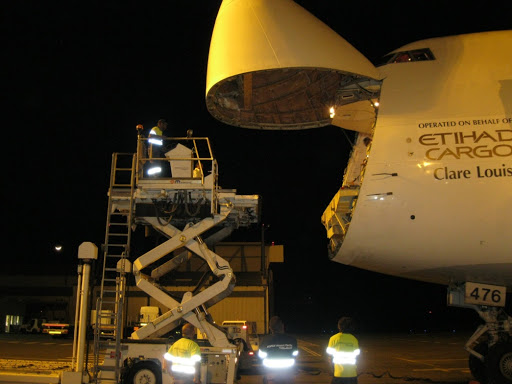 OPERATED ON BEHALF OF
ETIHAD
CARGO
Clare Louis
476